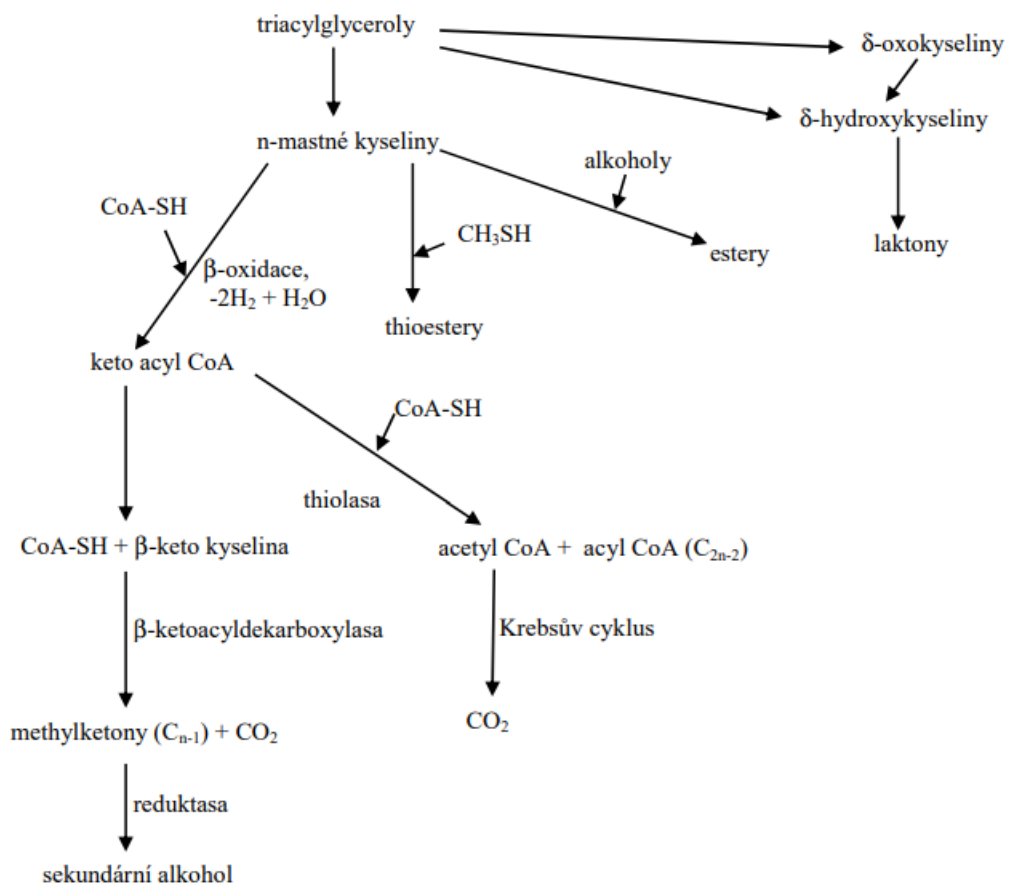 triacylglyceroly
δ-oxokyseliny
δ-hydroxykyseliny
n-mastné kyseliny
alkoholy
CoA-SH
CH₃SH
laktony
estery
β-oxidace,
-2H₂ + H₂O
thioestery
keto acyl CoA
CoA-SH
thiolasa
CoA-SH + β-keto kyselina
acetyl CoA + acyl CoA (C₂ₙ₋₂)
β-ketoacyldekarboxylasa
Krebsův cyklus
methylketony (Cₙ₋₁) + CO₂
CO₂
reduktasa
sekundární alkohol